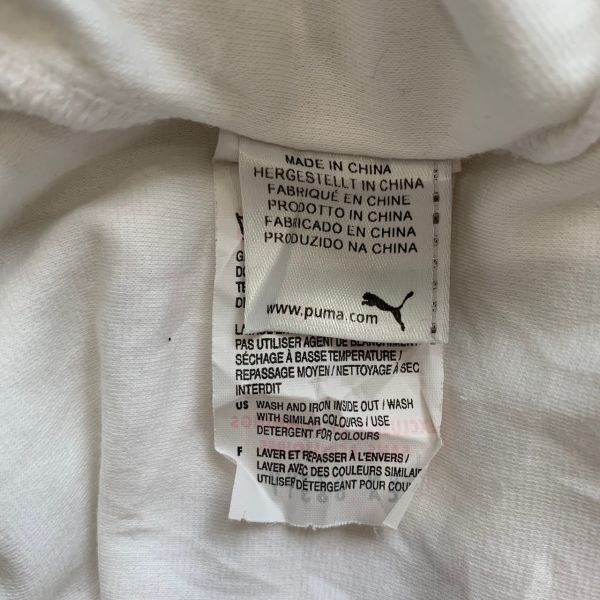 MADE IN CHINA
HERGESTELLT IN CHINA
FABRIQUÉ EN CHINE
PRODOTTO IN CHINA
FABRICADO EN CHINA
PRODUZIDO NA CHINA
www.puma.com
PAS UTILISER AGENT DE BLANCHIMENT
SÉCHAGE À BASSE TEMPERATURE /
REPASSAGE MOYEN / NETTOYAGE À SEC
INTERDIT
US WASH AND IRON INSIDE OUT / WASH
WITH SIMILAR COLOURS / USE
DETERGENT FOR COLOURS
F LAVER ET REPASSER À L'ENVERS /
LAVER AVEC DES COULEURS SIMILAI
UTILISER DÉTERGENT POUR COU